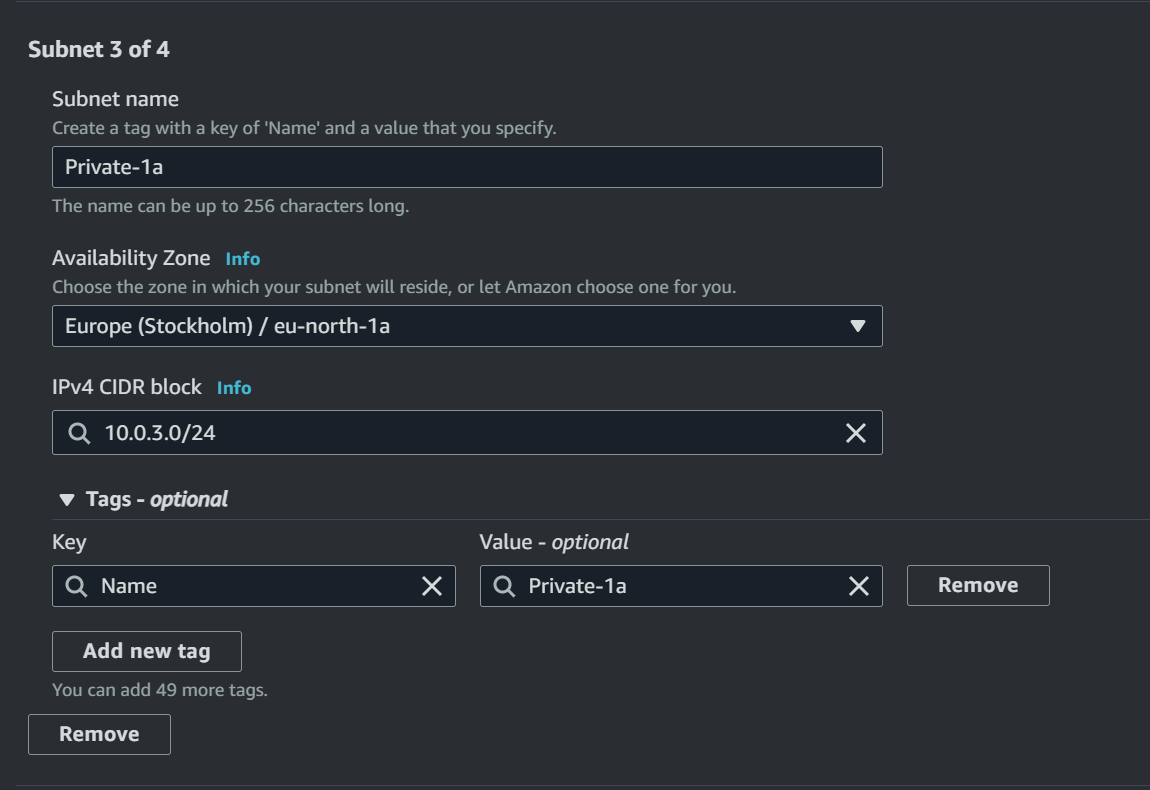 Subnet 3 of 4
Subnet name
Create a tag with a key of 'Name' and a value that you specify.
Private-1a
The name can be up to 256 characters long.
Availability Zone Info
Choose the zone in which your subnet will reside, or let Amazon choose one for you.
Europe (Stockholm) / eu-north-1a
IPv4 CIDR block Info
10.0.3.0/24
Tags - optional
Key Value - optional
Name Private-1a Remove
Add new tag
You can add 49 more tags.
Remove